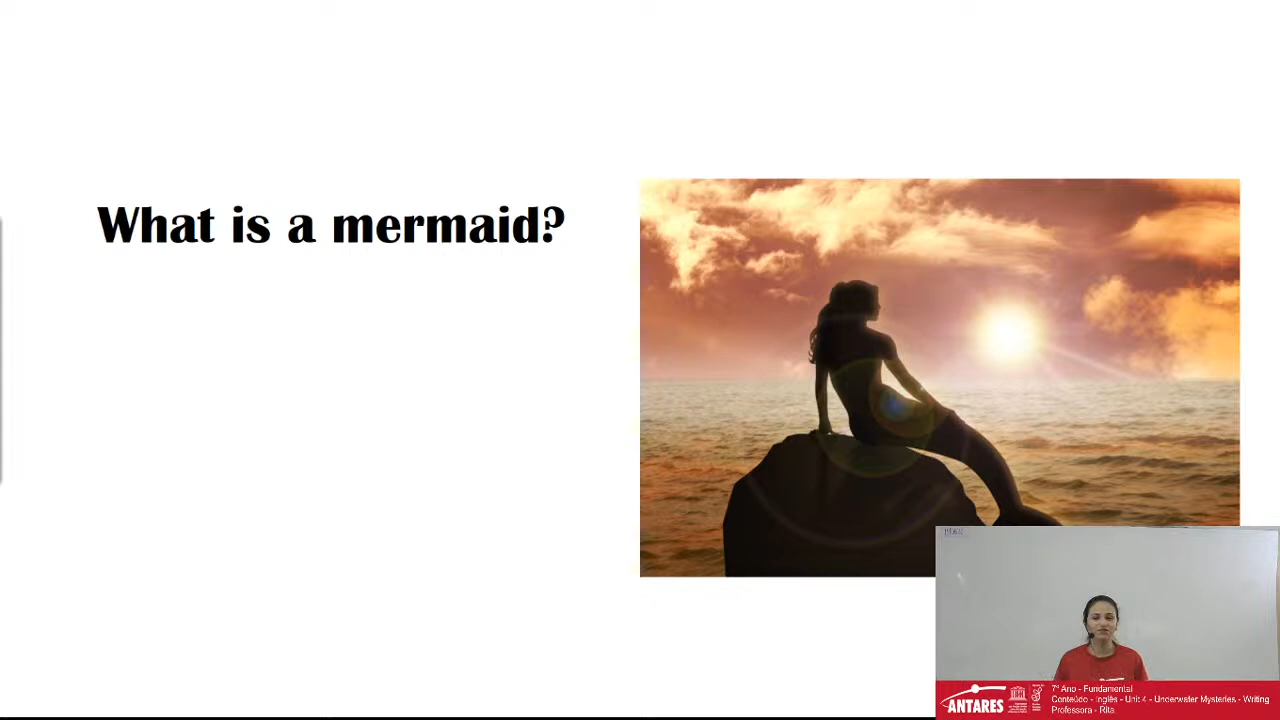 What is a mermaid?
ANTARES
7º Ano - Fundamental
Conteúdo - Inglês - Unit 4 - Underwater Mysteries - Writing
Professora - Rita